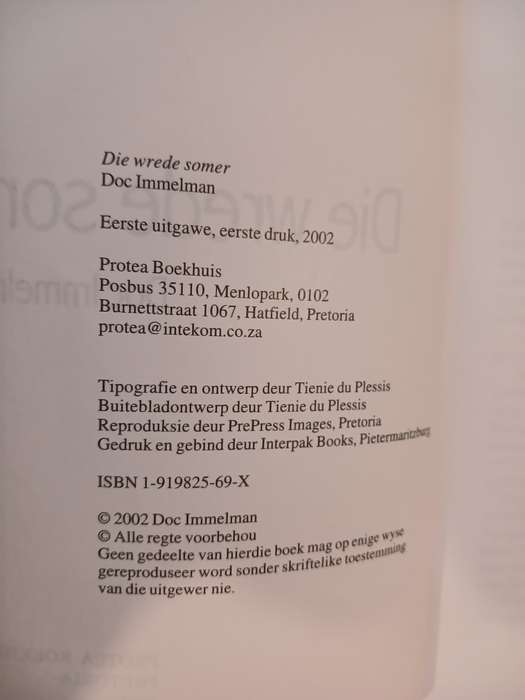 Die wrede somer
Doc Immelman
Eerste uitgawe, eerste druk, 2002
Protea Boekhuis
Posbus 35110, Menlopark, 0102
Burnettstraat 1067, Hatfield, Pretoria
protea@intekom.co.za
Tipografie en ontwerp deur Tienie du Plessis
Buitebladontwerp deur Tienie du Plessis
Reproduksie deur PrePress Images, Pretoria
Gedruk en gebind deur Interpak Books, Pietermaritzburg
ISBN 1-919825-69-X
© 2002 Doc Immelman
© Alle regte voorbehou
Geen gedeelte van hierdie boek mag op enige wyse
gereproduseer word sonder skriftelike toestemming
van die uitgewer nie.